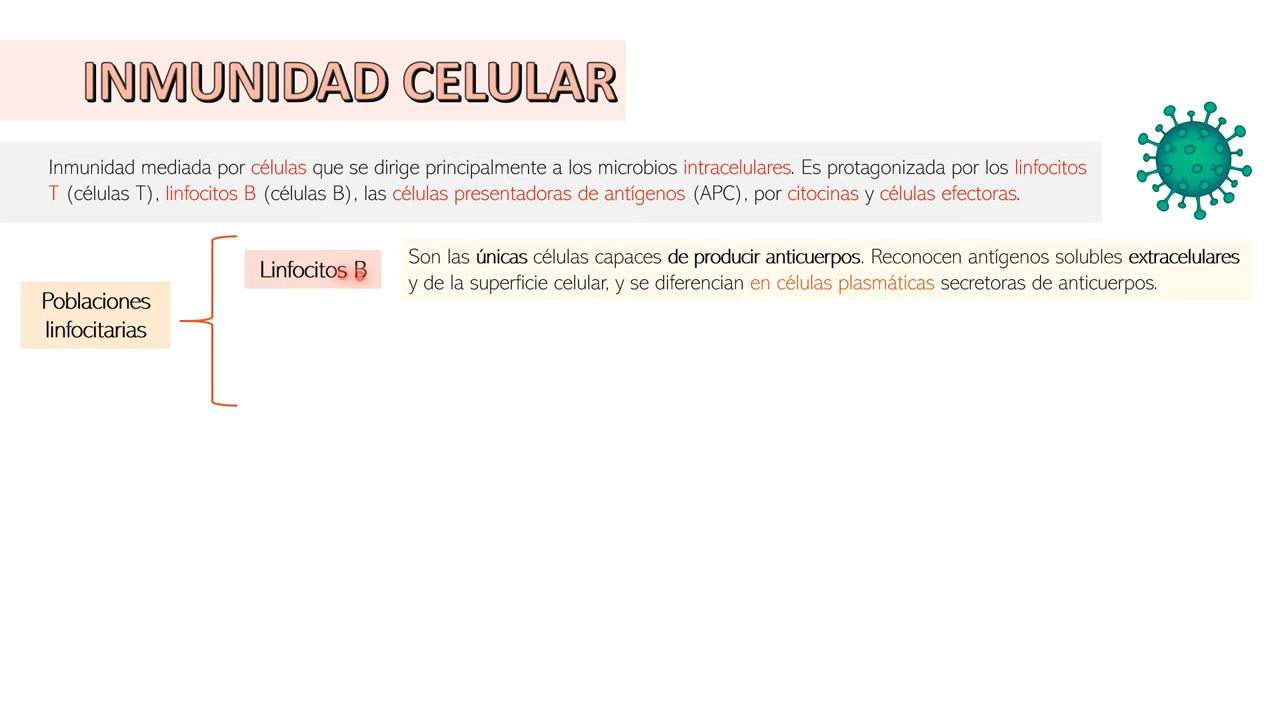 INMUNIDAD CELULAR
Inmunidad mediada por células que se dirige principalmente a los microbios intracelulares. Es protagonizada por los linfocitos
T (células T), linfocitos B (células B), las células presentadoras de antígenos (APC), por citocinas y células efectoras.
Poblaciones
linfocitarias
Linfocitos B
Son las únicas células capaces de producir anticuerpos. Reconocen antígenos solubles extracelulares
y de la superficie celular, y se diferencian en células plasmáticas secretoras de anticuerpos.